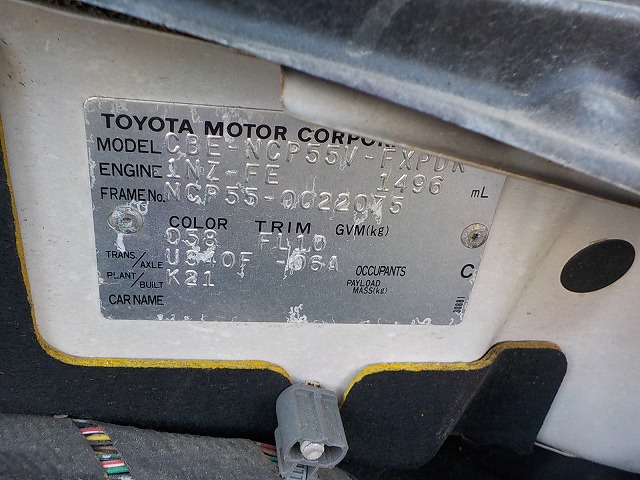 TOYOTA MOTOR CORPOR
MODEL CBE-NCP55V-FXPDK
ENGINE 1NZ-FE 1496 mL
FRAME No. NCP55-0022075
COLOR TRIM GVM(kg)
058 FL10
TRANS./AXLE U340F -06A OCCUPANTS C
PLANT/BUILT K21 PAYLOAD MASS(kg)
CAR NAME